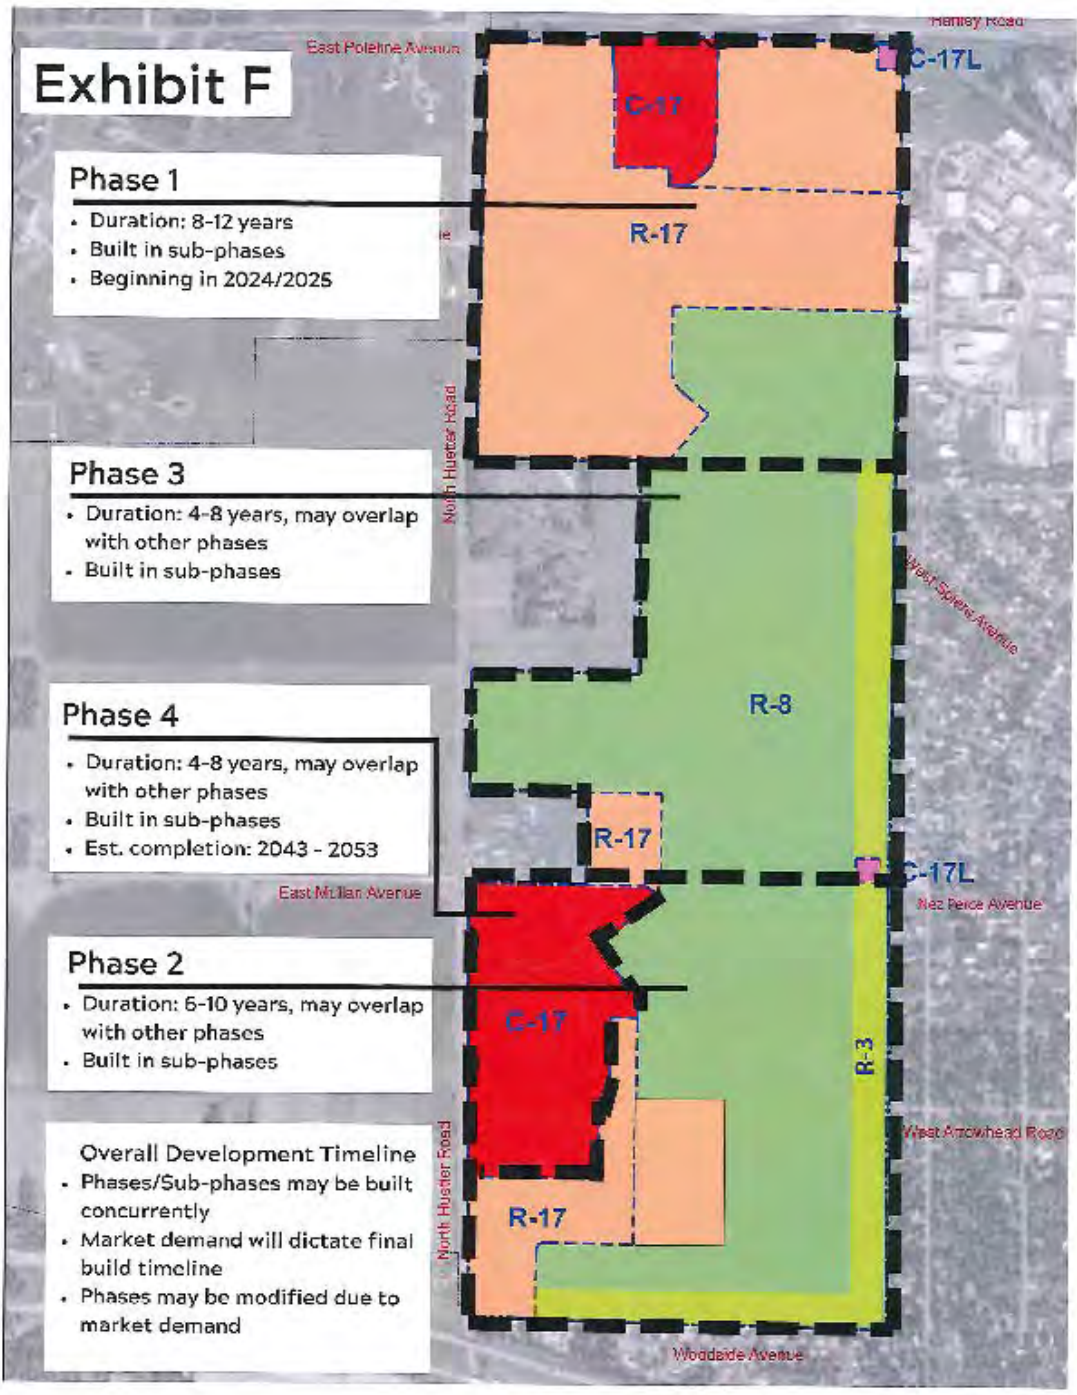 Hanley Road
East Poleline Avenue
Exhibit F
C-17L
C-17
Phase 1
• Duration: 8-12 years
• Built in sub-phases
• Beginning in 2024/2025
R-17
North Huetter Road
Phase 3
• Duration: 4-8 years, may overlap
with other phases
• Built in sub-phases
West Spiers Avenue
Phase 4
• Duration: 4-8 years, may overlap
with other phases
• Built in sub-phases
• Est. completion: 2043 - 2053
R-8
R-17
C-17L
East Mullan Avenue
Nez Perce Avenue
Phase 2
• Duration: 6-10 years, may overlap
with other phases
• Built in sub-phases
C-17
R-3
West Arrowhead Road
North Huetter Road
Overall Development Timeline
• Phases/Sub-phases may be built
concurrently
• Market demand will dictate final
build timeline
• Phases may be modified due to
market demand
R-17
Woodside Avenue